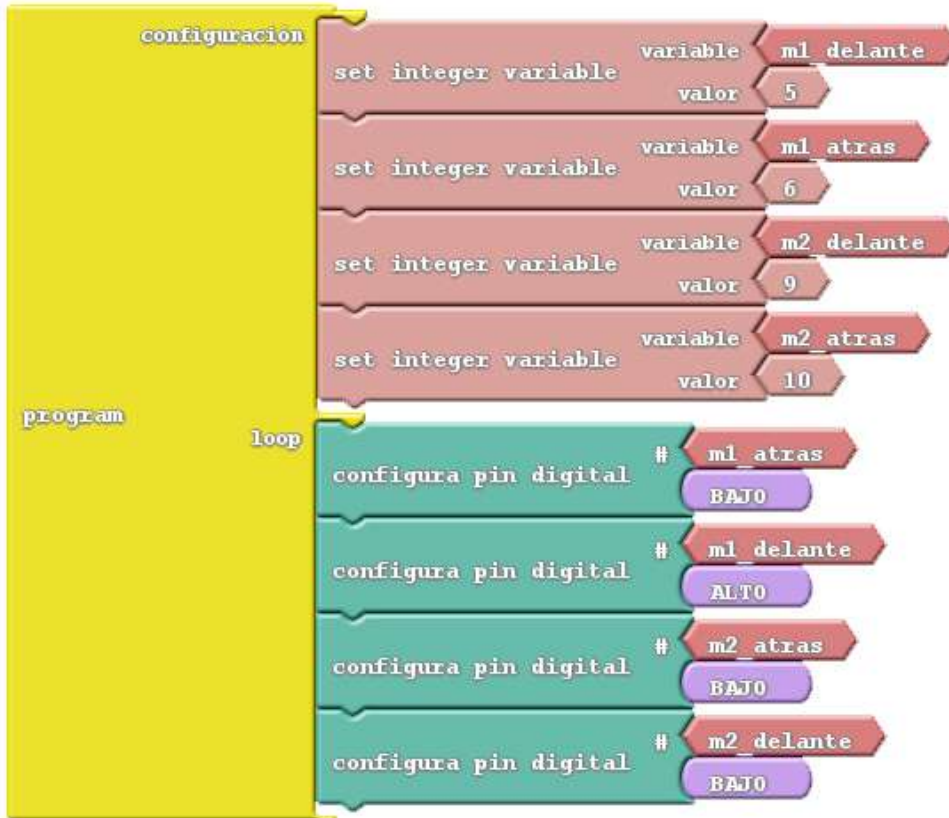 configuración
set integer variable
variable
m1_delante
valor
5
set integer variable
variable
m1_atras
valor
6
set integer variable
variable
m2_delante
valor
9
set integer variable
variable
m2_atras
valor
10
program
loop
configura pin digital
#
m1_atras
BAJO
configura pin digital
#
m1_delante
ALTO
configura pin digital
#
m2_atras
BAJO
configura pin digital
#
m2_delante
BAJO